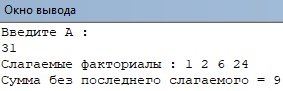 Окно вывода
Введите А :
31
Слагаемые факториалы : 1 2 6 24
Сумма без последнего слагаемого = 9